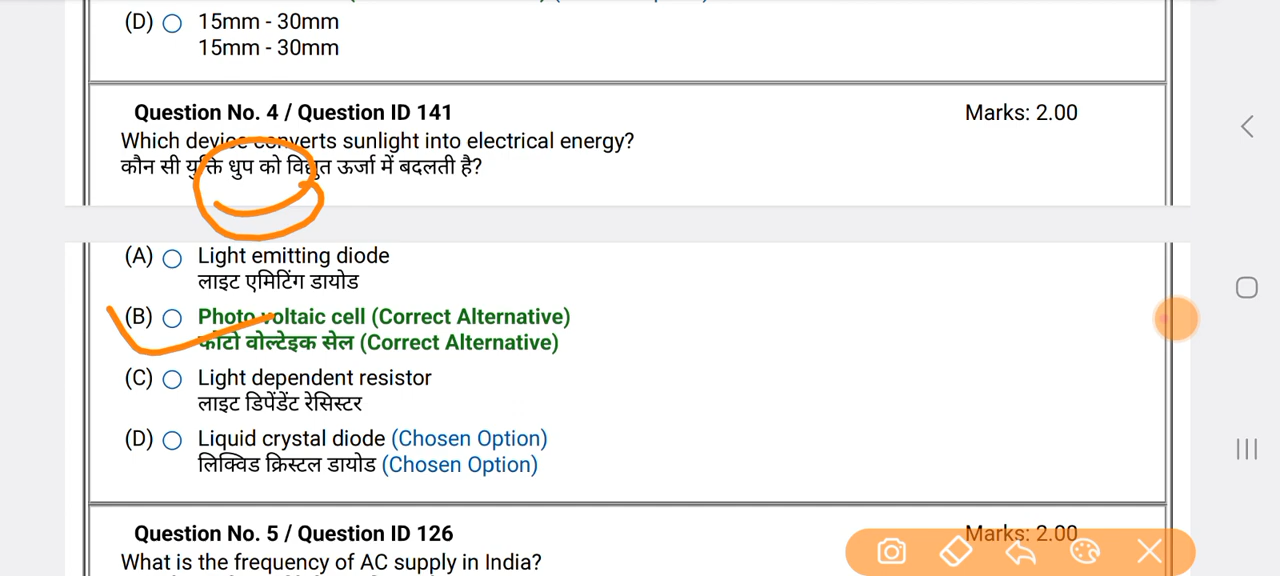 (D) 15mm - 30mm
15mm - 30mm
Question No. 4 / Question ID 141 Marks: 2.00
Which device converts sunlight into electrical energy?
कौन सी युक्ति धुप को विद्युत ऊर्जा में बदलती है?
(A) Light emitting diode
लाइट एमिटिंग डायोड
(B) Photo voltaic cell (Correct Alternative)
फोटो वोल्टेइक सेल (Correct Alternative)
(C) Light dependent resistor
लाइट डिपेंडेंट रेसिस्टर
(D) Liquid crystal diode (Chosen Option)
लिक्विड क्रिस्टल डायोड (Chosen Option)
Question No. 5 / Question ID 126 Marks: 2.00
What is the frequency of AC supply in India?